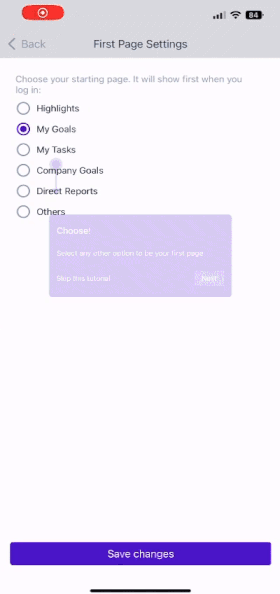 84
Back
First Page Settings
Choose your starting page. It will show first when you
log in:
Highlights
My Goals
My Tasks
Company Goals
Direct Reports
Others
Choose!
Select any other option to be your first page
Skip this tutorial
Next
Save changes